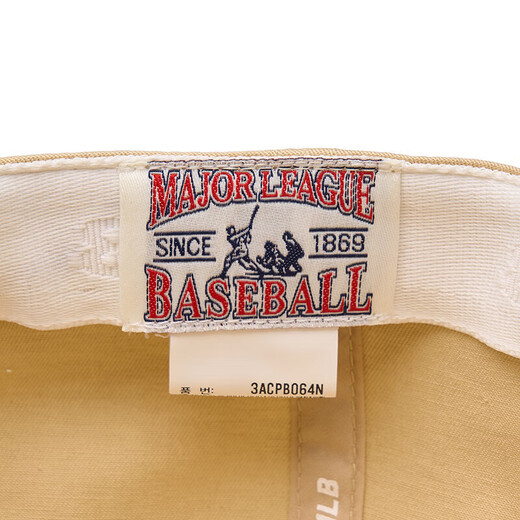 MAJOR LEAGUE
SINCE 1869
BASEBALL
품 번: 3ACPB064N
MLB